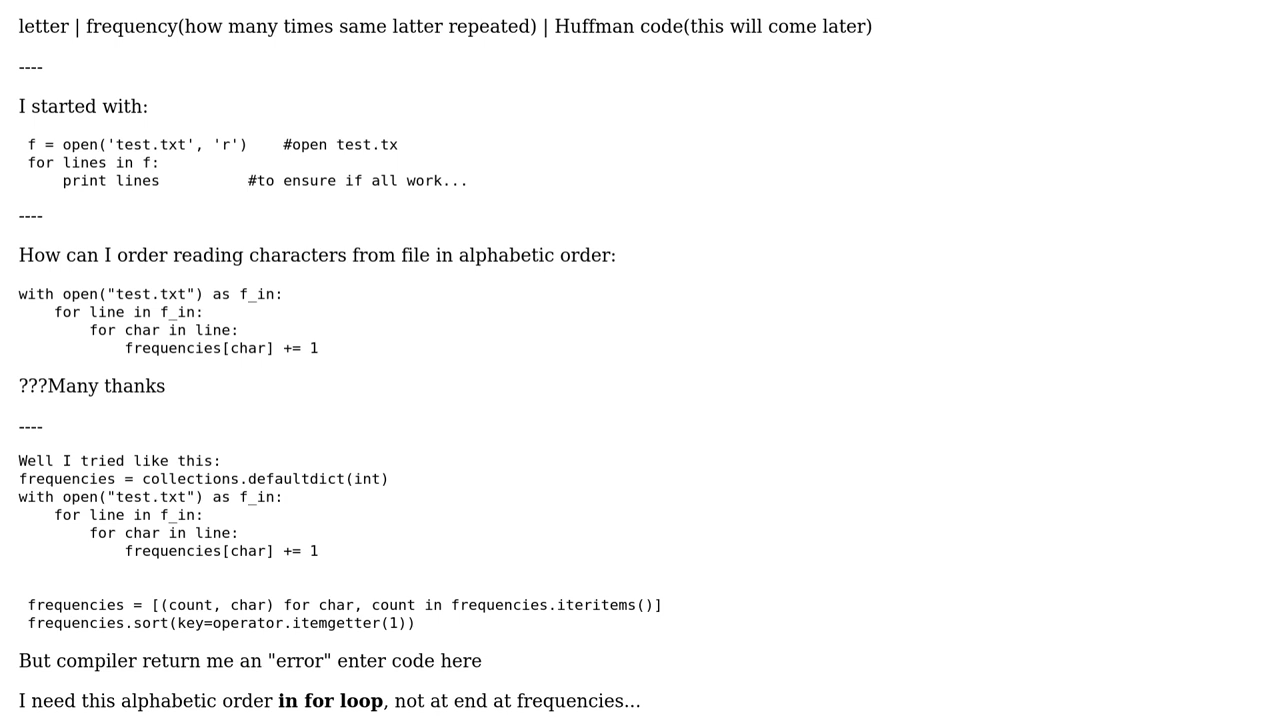 letter | frequency(how many times same latter repeated) | Huffman code(this will come later)
----
I started with:
f = open('test.txt', 'r')    #open test.tx
for lines in f:
    print lines          #to ensure if all work...
----
How can I order reading characters from file in alphabetic order:
with open("test.txt") as f_in:
    for line in f_in:
        for char in line:
            frequencies[char] += 1
???Many thanks
----
Well I tried like this:
frequencies = collections.defaultdict(int)
with open("test.txt") as f_in:
    for line in f_in:
        for char in line:
            frequencies[char] += 1
 frequencies = [(count, char) for char, count in frequencies.iteritems()]
 frequencies.sort(key=operator.itemgetter(1))
But compiler return me an "error" enter code here
I need this alphabetic order in for loop, not at end at frequencies...